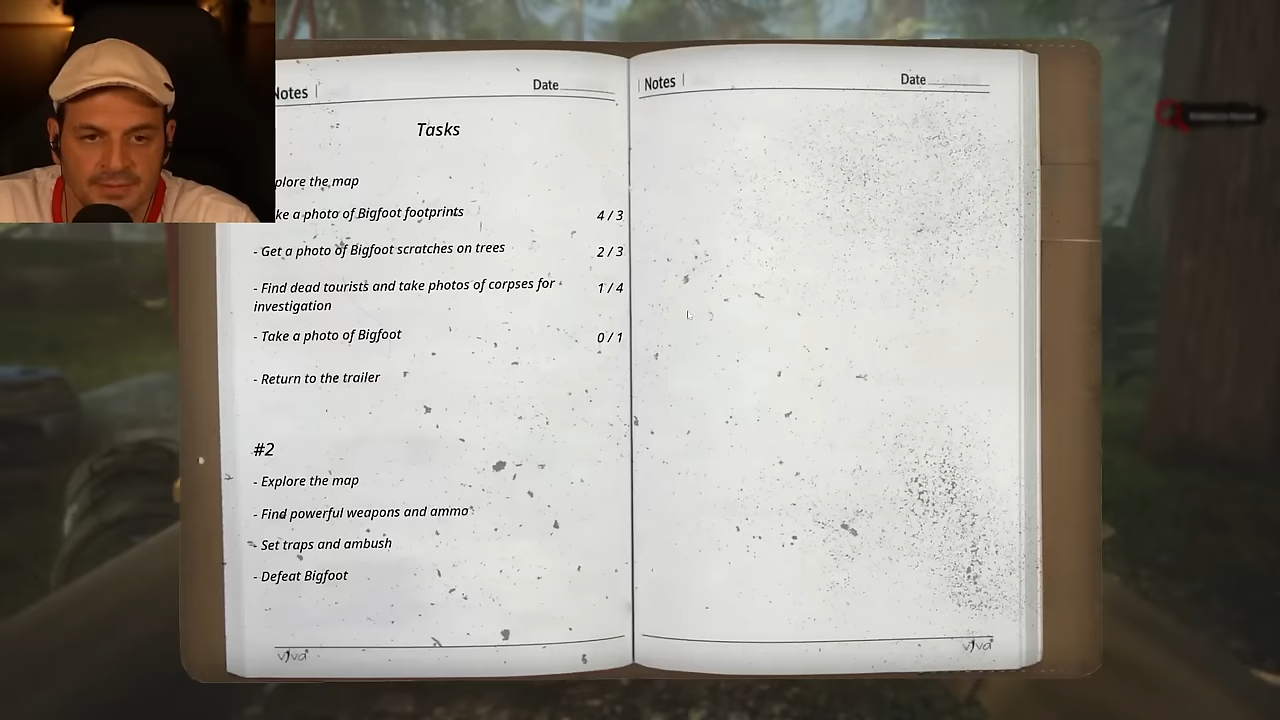 Notes
Date
Notes
Date
Tasks
plore the map
ke a photo of Bigfoot footprints 4 / 3
- Get a photo of Bigfoot scratches on trees 2 / 3
- Find dead tourists and take photos of corpses for 1 / 4
investigation
- Take a photo of Bigfoot 0 / 1
- Return to the trailer
#2
- Explore the map
- Find powerful weapons and ammo
- Set traps and ambush
- Defeat Bigfoot
viva
viva